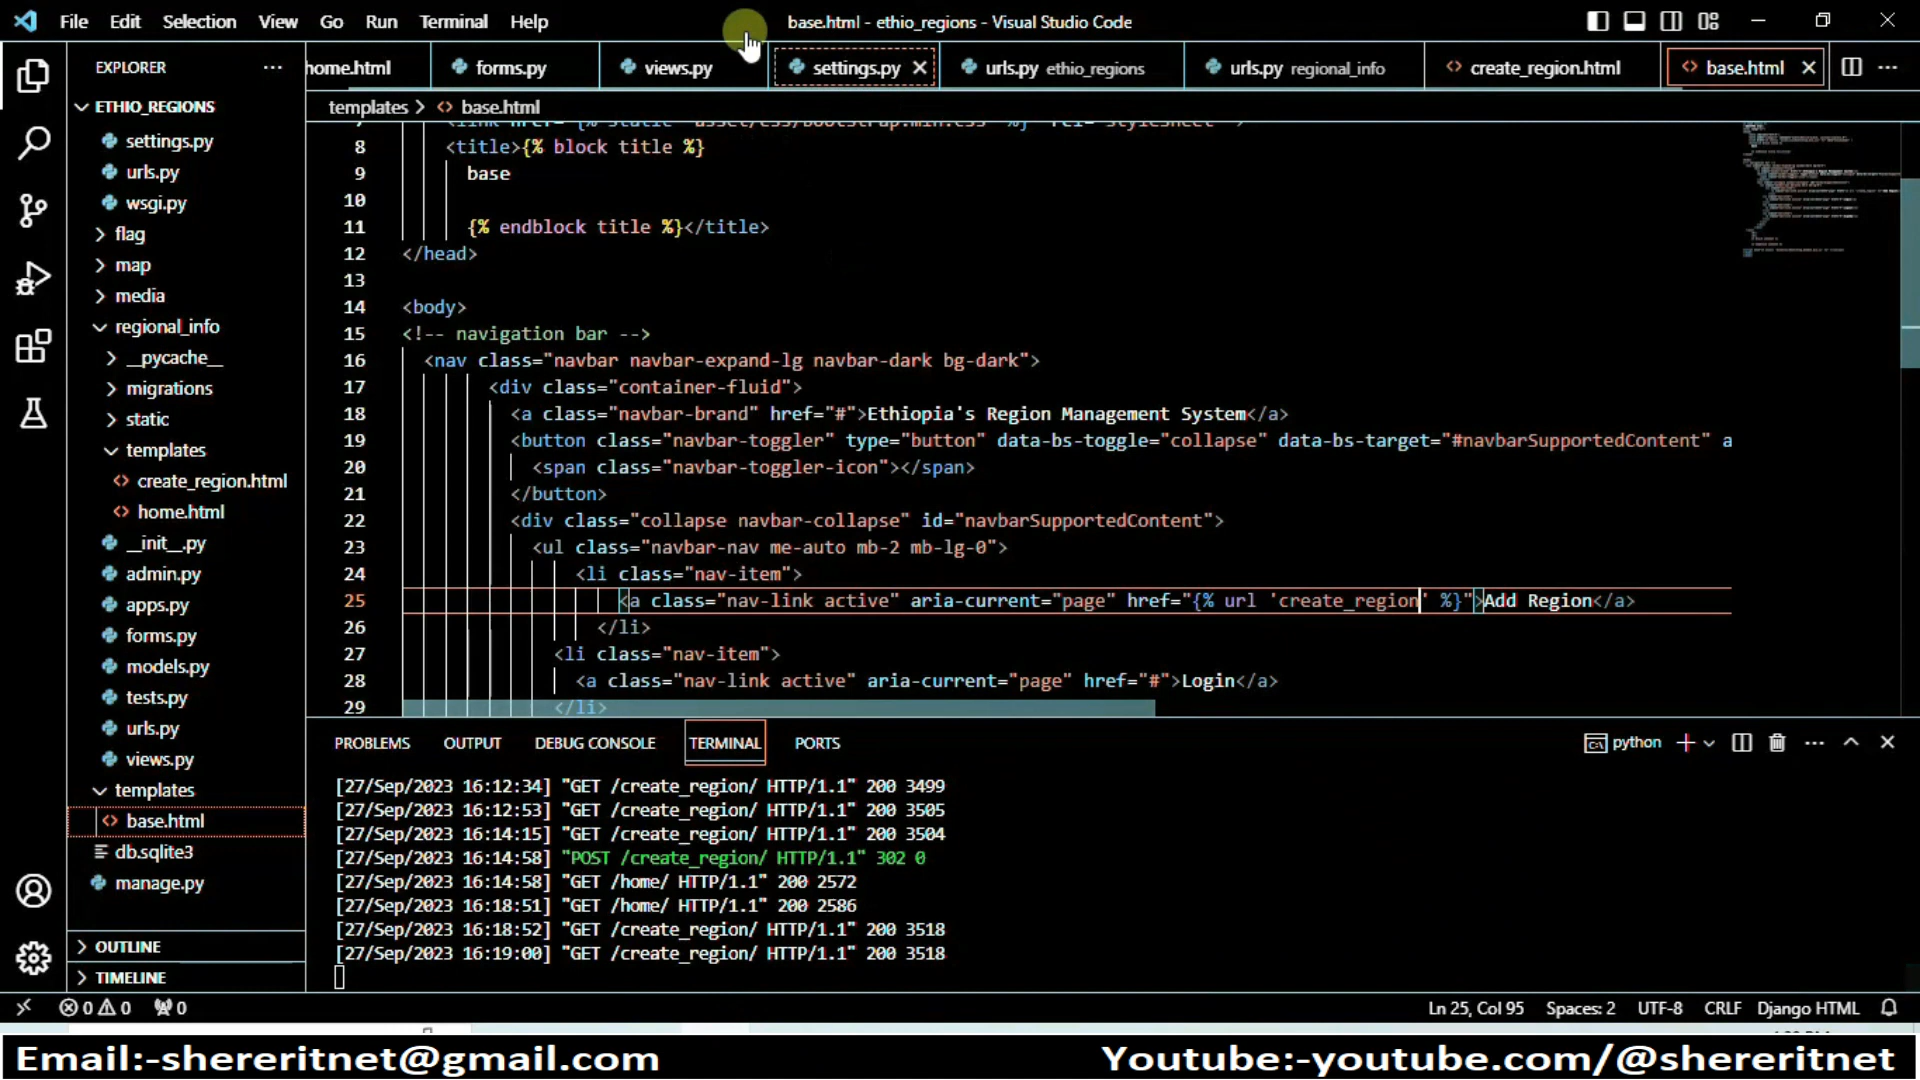 File Edit Selection View Go Run Terminal Help
base.html - ethio_regions - Visual Studio Code
EXPLORER ...
home.html forms.py views.py settings.py urls.py ethio_regions urls.py regional_info create_region.html base.html
ETHIO_REGIONS
templates > base.html
settings.py
urls.py
wsgi.py
flag
map
media
regional_info
__pycache__
migrations
static
templates
create_region.html
home.html
__init__.py
admin.py
apps.py
forms.py
models.py
tests.py
urls.py
views.py
templates
base.html
db.sqlite3
manage.py
OUTLINE
TIMELINE
8 <title>{% block title %}
9 base
10
11 {% endblock title %}</title>
12 </head>
13
14 <body>
15 <!-- navigation bar -->
16 <nav class="navbar navbar-expand-lg navbar-dark bg-dark">
17 <div class="container-fluid">
18 <a class="navbar-brand" href="#">Ethiopia's Region Management System</a>
19 <button class="navbar-toggler" type="button" data-bs-toggle="collapse" data-bs-target="#navbarSupportedContent" a
20 <span class="navbar-toggler-icon"></span>
21 </button>
22 <div class="collapse navbar-collapse" id="navbarSupportedContent">
23 <ul class="navbar-nav me-auto mb-2 mb-lg-0">
24 <li class="nav-item">
25 <a class="nav-link active" aria-current="page" href="{% url 'create_region' %}">Add Region</a>
26 </li>
27 <li class="nav-item">
28 <a class="nav-link active" aria-current="page" href="#">Login</a>
29 </li>
PROBLEMS OUTPUT DEBUG CONSOLE TERMINAL PORTS
python
[27/Sep/2023 16:12:34] "GET /create_region/ HTTP/1.1" 200 3499
[27/Sep/2023 16:12:53] "GET /create_region/ HTTP/1.1" 200 3505
[27/Sep/2023 16:14:15] "GET /create_region/ HTTP/1.1" 200 3504
[27/Sep/2023 16:14:58] "POST /create_region/ HTTP/1.1" 302 0
[27/Sep/2023 16:14:58] "GET /home/ HTTP/1.1" 200 2572
[27/Sep/2023 16:18:51] "GET /home/ HTTP/1.1" 200 2586
[27/Sep/2023 16:18:52] "GET /create_region/ HTTP/1.1" 200 3518
[27/Sep/2023 16:19:00] "GET /create_region/ HTTP/1.1" 200 3518
0 0 0
Ln 25, Col 95 Spaces: 2 UTF-8 CRLF Django HTML
Email:-shereritnet@gmail.com
Youtube:-youtube.com/@shereritnet